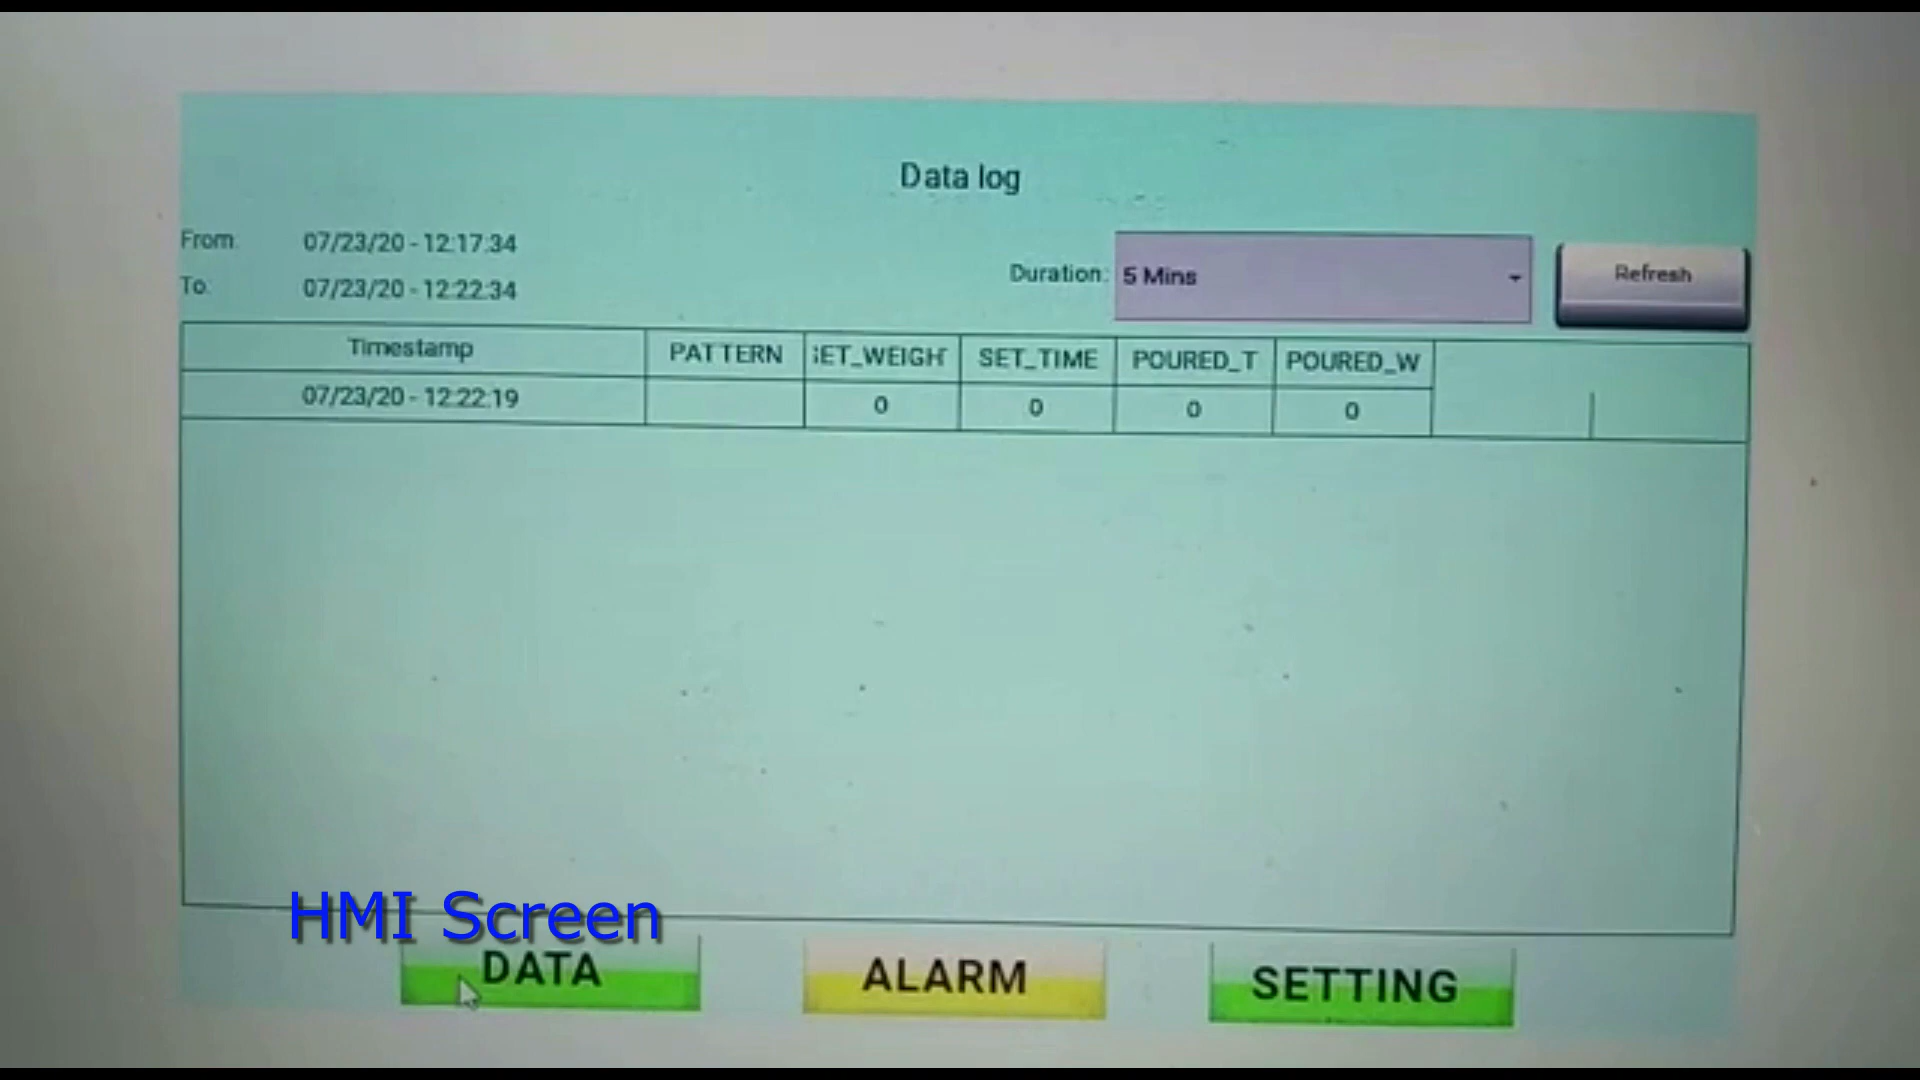 Data log
From: 07/23/20 - 12:17:34
To: 07/23/20 - 12:22:34
Duration: 5 Mins
Refresh
Timestamp PATTERN SET_WEIGHT SET_TIME POURED_T POURED_W
07/23/20 - 12:22:19 0 0 0 0
HMI Screen
DATA ALARM SETTING